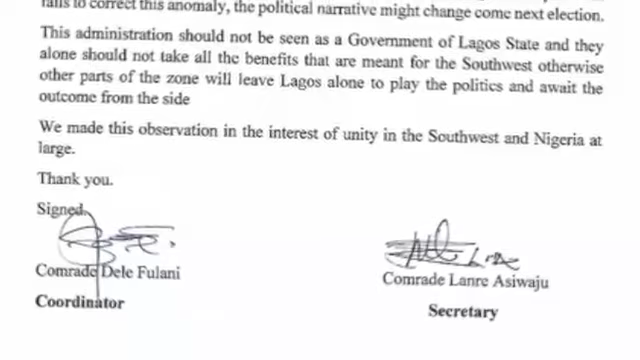 fails to correct this anomaly, the political narrative might change come next election.
This administration should not be seen as a Government of Lagos State and they
alone should not take all the benefits that are meant for the Southwest otherwise
other parts of the zone will leave Lagos alone to play the politics and await the
outcome from the side
We made this observation in the interest of unity in the Southwest and Nigeria at
large.
Thank you.
Signed.
Comrade Dele Fulani
Coordinator
Comrade Lanre Asiwaju
Secretary